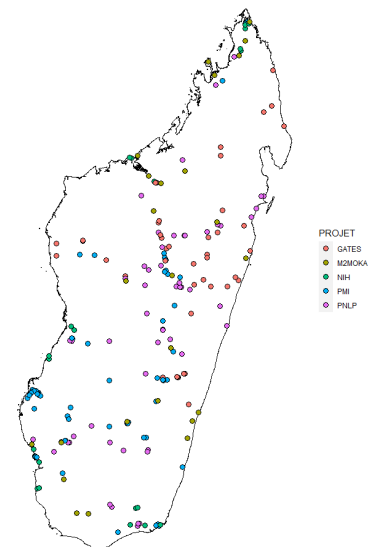 PROJET
GATES
M2MOKA
NIH
PMI
PNLP